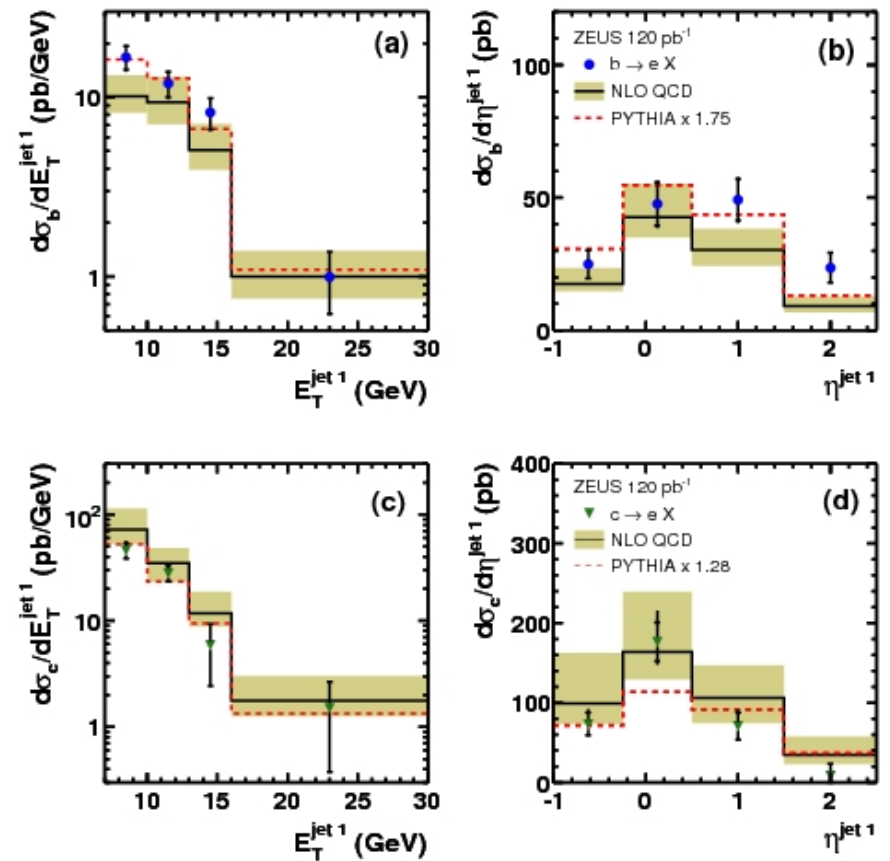 (a)
dσ_b/dE_T^{jet 1} (pb/GeV)
10
1
10 15 20 25 30
E_T^{jet 1} (GeV)
(b)
ZEUS 120 pb⁻¹
b → e X
NLO QCD
PYTHIA x 1.75
dσ_b/dη^{jet 1} (pb)
100
50
0
-1 0 1 2
η^{jet 1}
(c)
dσ_c/dE_T^{jet 1} (pb/GeV)
10²
10
1
10 15 20 25 30
E_T^{jet 1} (GeV)
(d)
ZEUS 120 pb⁻¹
c → e X
NLO QCD
PYTHIA x 1.28
dσ_c/dη^{jet 1} (pb)
400
300
200
100
0
-1 0 1 2
η^{jet 1}